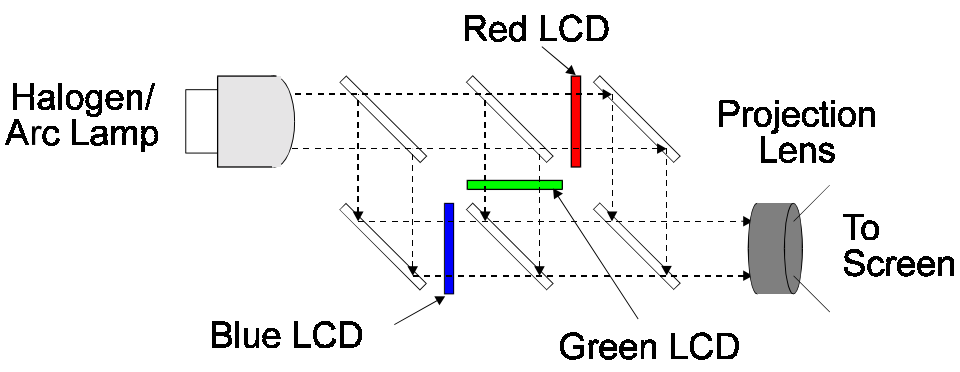 Red LCD
Halogen/
Arc Lamp
Projection
Lens
To
Screen
Blue LCD
Green LCD